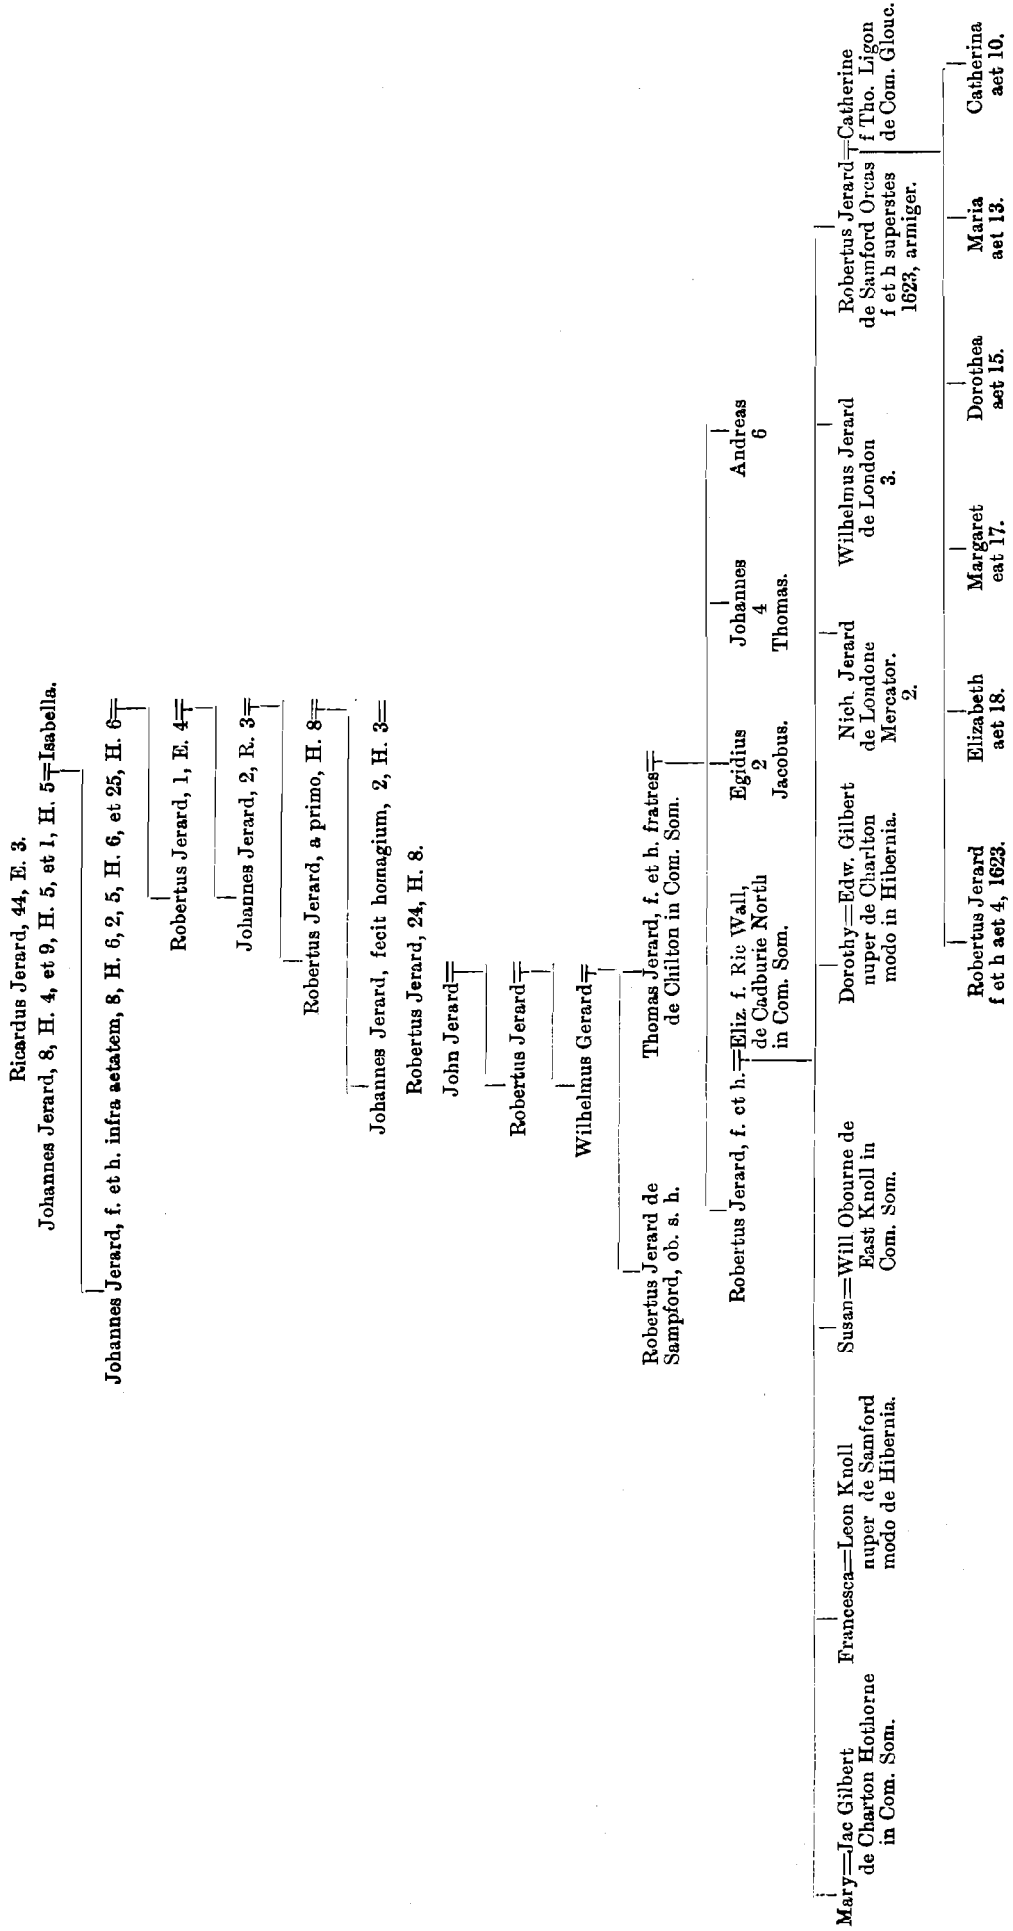 Ricardus Jerard, 44, E. 3.
Johannes Jerard, 8, H. 4, et 9, H. 5, et 1, H. 5=Isabella.
Johannes Jerard, f. et h. infra aetatem, 8, H. 6, 2, 5, H. 6, et 25, H. 6=
Robertus Jerard, 1, E. 4=
Johannes Jerard, 2, R. 3=
Robertus Jerard, a primo, H. 8=
Johannes Jerard, fecit homagium, 2, H. 3=
Robertus Jerard, 24, H. 8.
John Jerard=
Robertus Jerard=
Wilhelmus Gerard=
Robertus Jerard de
Sampford, ob. s. h.
Thomas Jerard, f. et h. fratres=
de Chilton in Com. Som.
Robertus Jerard, f. et h.=Eliz. f. Ric Wall,
de Cadburie North
in Com. Som.
Egidius
2
Jacobus.
Johannes
4
Thomas.
Andreas
6
Mary=Jac Gilbert
de Charton Hothorne
in Com. Som.
Francesca=Leon Knoll
nuper de Samford
modo de Hibernia.
Susan=Will Obourne de
East Knoll in
Com. Som.
Dorothy=Edw. Gilbert
nuper de Charlton
modo in Hibernia.
Nich. Jerard
de Londone
Mercator.
2.
Wilhelmus Jerard
de London
3.
Robertus Jerard=Catherine
de Samford Orcas
f et h superstes
1623, armiger.
f Tho. Ligon
de Com. Glouc.
Robertus Jerard
f et h aet 4, 1623.
Elizabeth
aet 18.
Margaret
eat 17.
Dorothea
aet 15.
Maria
aet 13.
Catherina
aet 10.